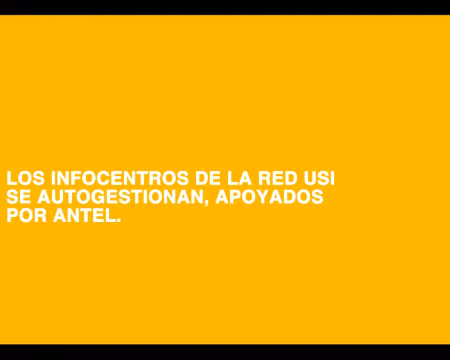 LOS INFOCENTROS DE LA RED USI
SE AUTOGESTIONAN, APOYADOS
POR ANTEL.